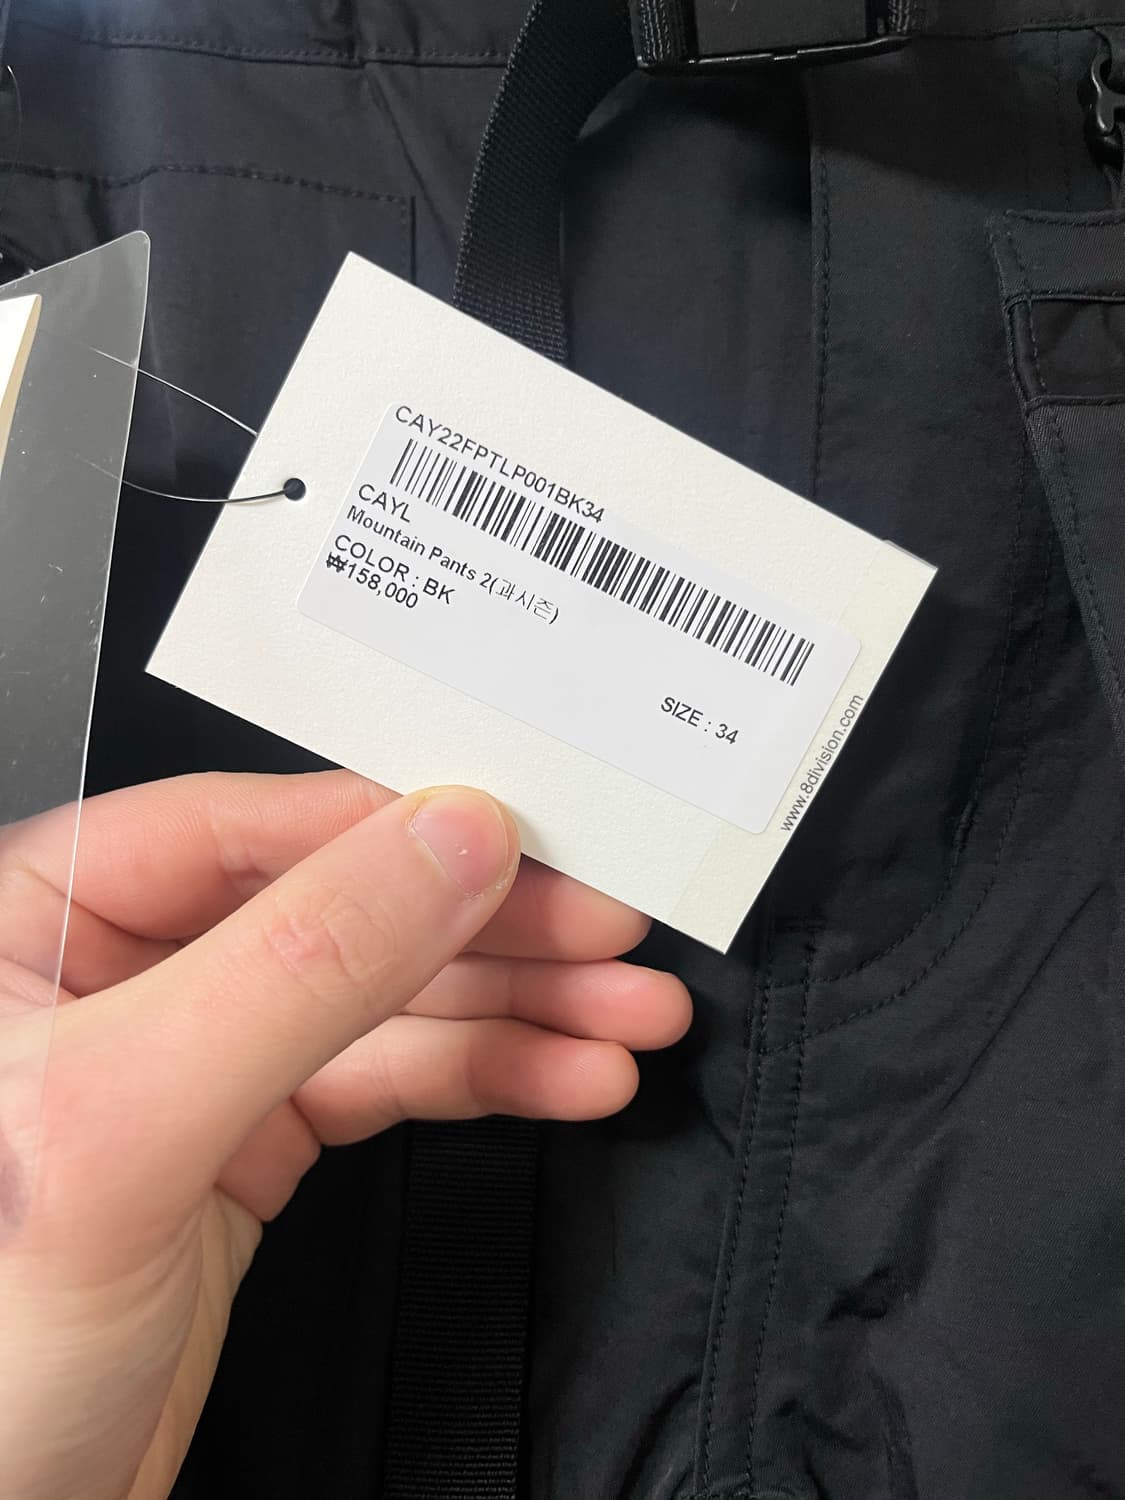 CAY22FPTLP001BK34
CAYL
Mountain Pants 2(과시즌)
COLOR : BK
₩158,000
SIZE : 34
www.8division.com